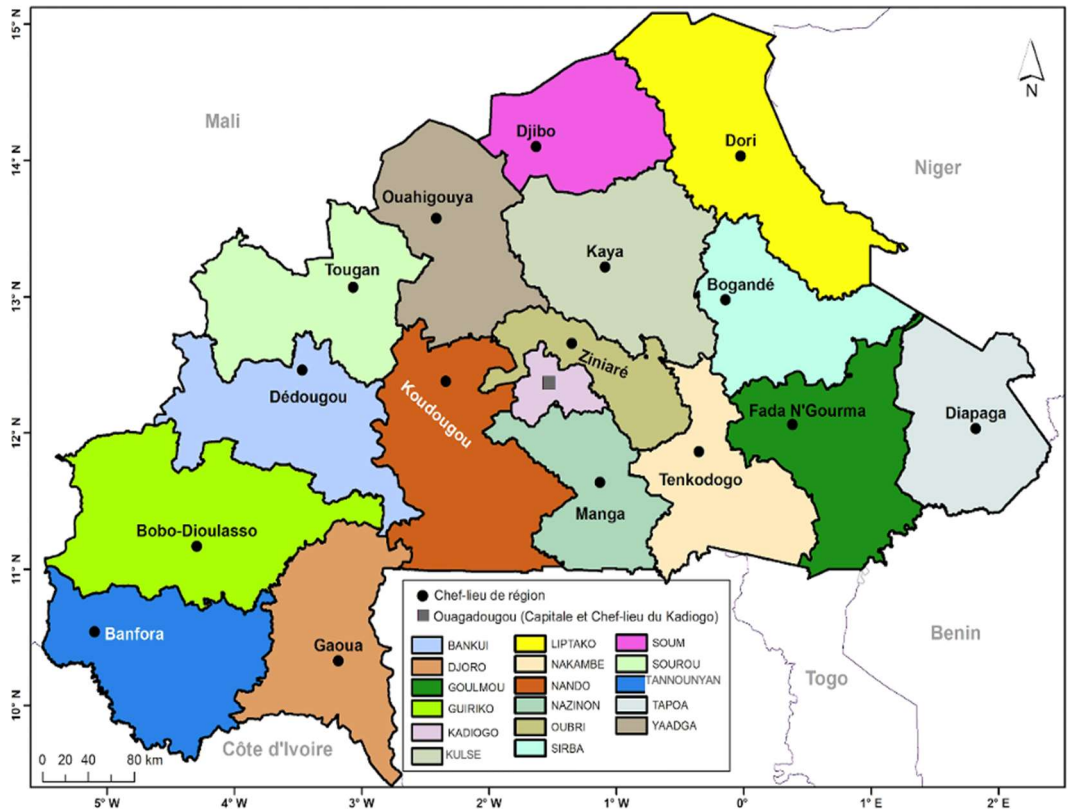 15° N
14° N
13° N
12° N
11° N
10° N
N
Mali
Niger
Benin
Togo
Côte d'Ivoire
Djibo
Dori
Ouahigouya
Kaya
Tougan
Bogandé
Ziniaré
Dédougou
Koudougou
Fada N'Gourma
Diapaga
Tenkodogo
Manga
Bobo-Dioulasso
Banfora
Gaoua
Chef-lieu de région
Ouagadougou (Capitale et Chef-lieu du Kadiogo)
BANKUI
DJORO
GOULMOU
GUIRIKO
KADIOGO
KULSE
LIPTAKO
NAKAMBE
NANDO
NAZINON
OUBRI
SIRBA
SOUM
SOUROU
TANNOUNYAN
TAPOA
YAADGA
0 20 40 80 km
5° W 4° W 3° W 2° W 1° W 0° 1° E 2° E